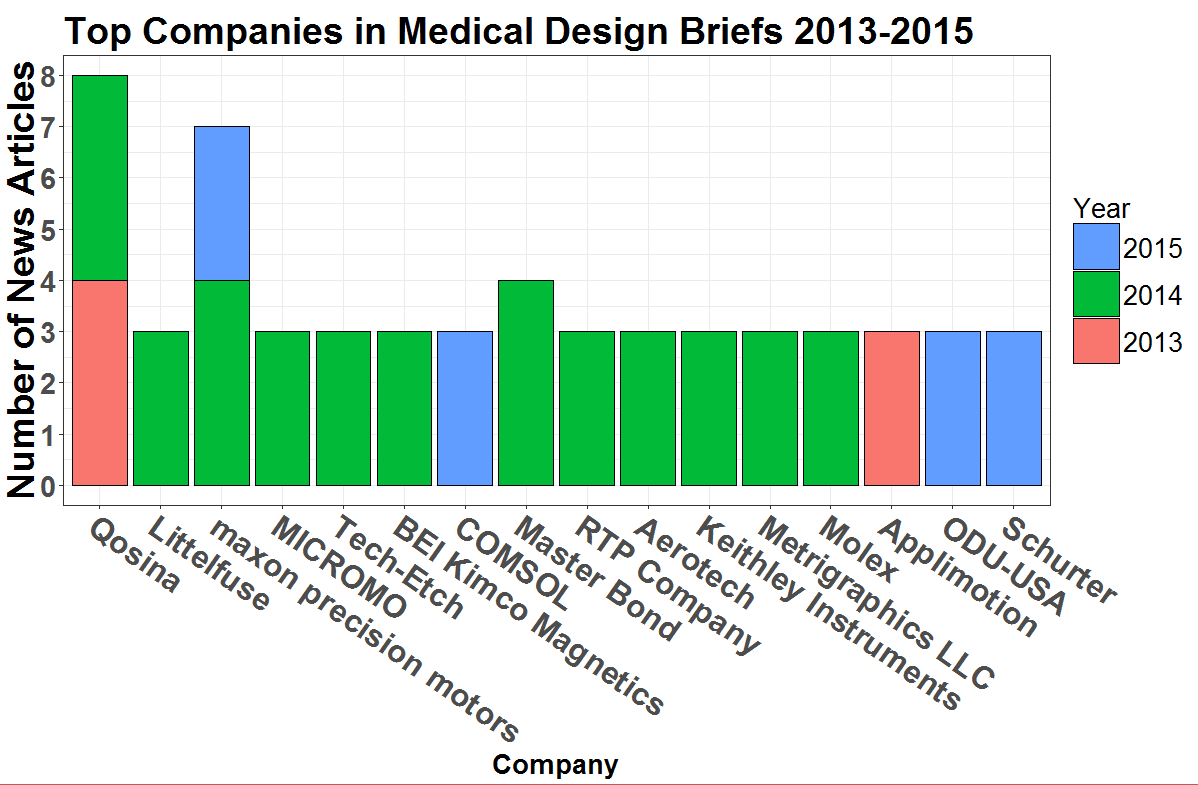 Top Companies in Medical Design Briefs 2013-2015
Number of News Articles
8
7
6
5
4
3
2
1
0
Qosina
Littelfuse
maxon precision motors
MICROMO
Tech-Etch
BEI Kimco Magnetics
COMSOL
Master Bond
RTP Company
Aerotech
Keithley Instruments
Metrigraphics LLC
Molex
Applimotion
ODU-USA
Schurter
Company
Year
2015
2014
2013